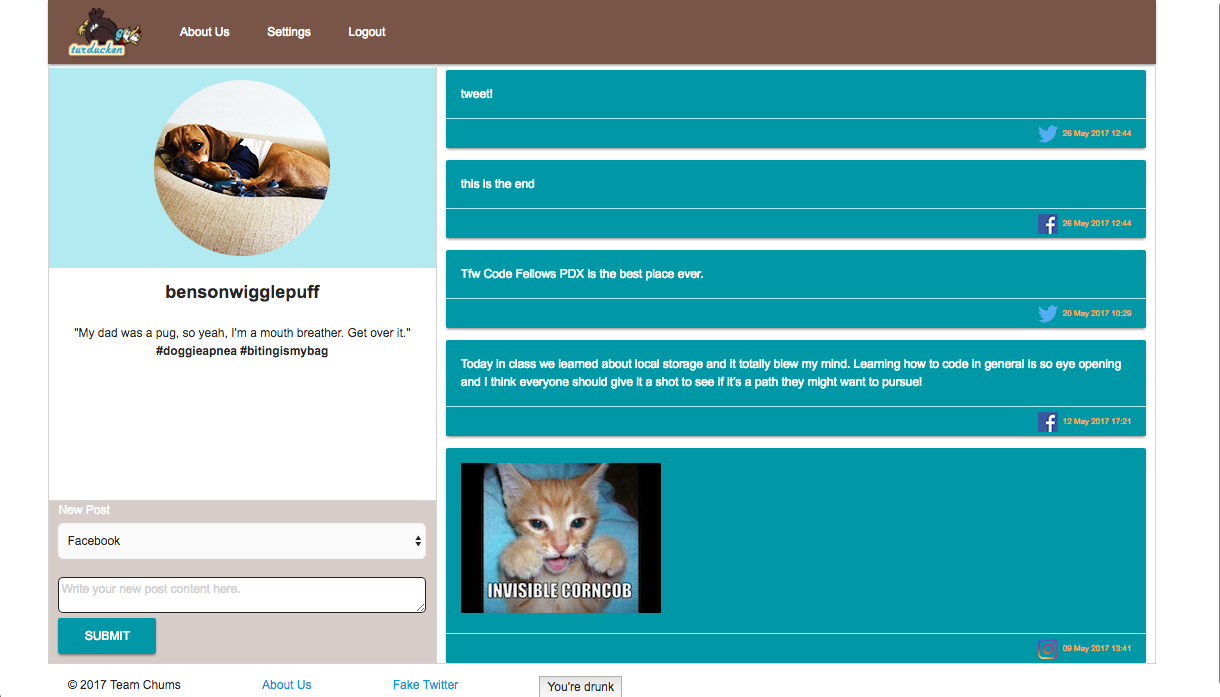 turducken
About Us
Settings
Logout
bensonwigglepuff
"My dad was a pug, so yeah, I'm a mouth breather. Get over it."
#doggieapnea #bitingismybag
New Post
Facebook
Write your new post content here.
SUBMIT
tweet!
26 May 2017 12:44
this is the end
26 May 2017 12:44
Tfw Code Fellows PDX is the best place ever.
20 May 2017 10:29
Today in class we learned about local storage and it totally blew my mind. Learning how to code in general is so eye opening
and I think everyone should give it a shot to see if it's a path they might want to pursue!
12 May 2017 17:21
INVISIBLE CORNCOB
09 May 2017 13:41
© 2017 Team Chums
About Us
Fake Twitter
You're drunk